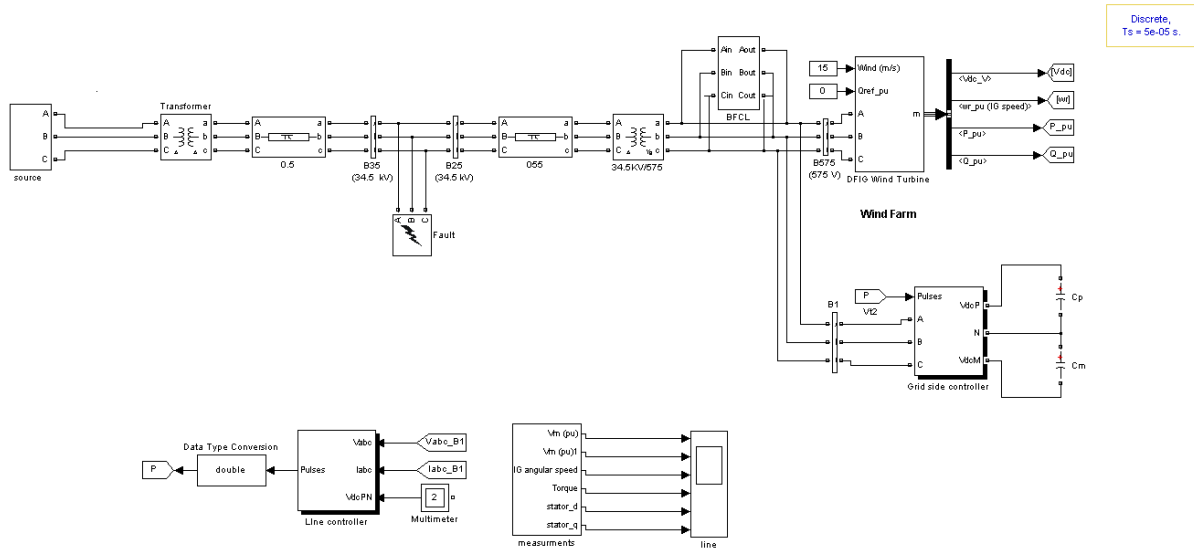 Discrete,
Ts = 5e-05 s.
source
A
B
C
Transformer
A
B
C
a
b
c
A
B
C
a
b
c
0.5
B35
(34.5 kV)
A
B
C
Fault
B25
(34.5 kV)
A
B
C
a
b
c
055
A
B
C
a
b
c
34.5KV/575
Ain
Bin
Cin
Aout
Bout
Cout
BFCL
B575
(575 V)
15
0
Wind (m/s)
Qref_pu
A
B
C
m
DFIG Wind Turbine
<Vdc_V>
<wr_pu (IG speed)>
<P_pu>
<Q_pu>
[Vdc]
[wr]
P_pu
Q_pu
Wind Farm
B1
P
Vt2
Pulses
A
B
C
VdcP
N
VdcM
Grid side controller
Cp
Cm
P
Data Type Conversion
double
Pulses
Vabc
Iabc
VdcPN
LIne controller
Vabc_B1
Iabc_B1
2
Multimeter
Vm (pu)
Vm (pu)1
IG angular speed
Torque
stator_d
stator_q
measurments
line